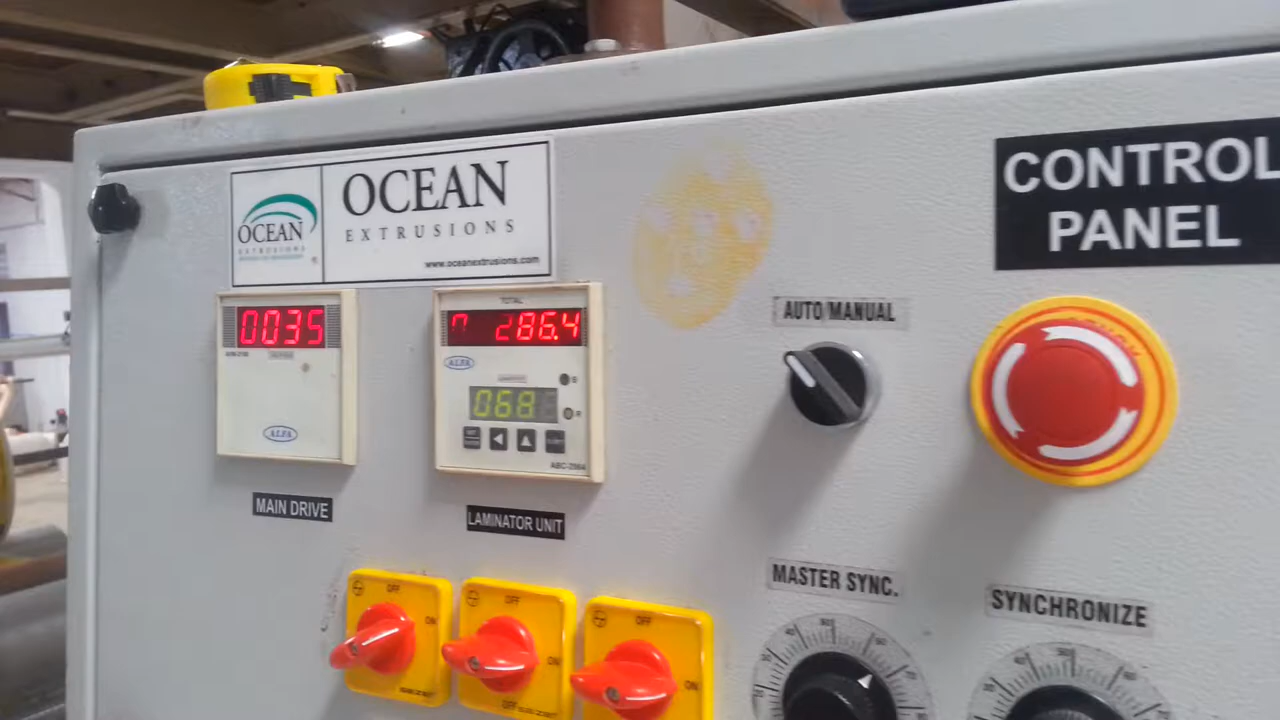 OCEAN
EXTRUSIONS
OCEAN
EXTRUSIONS
www.oceanextrusions.com
CONTROL
PANEL
AUTO/MANUAL
0035
ALFA
TOTAL
286.4
ALFA
068
MAIN DRIVE
LAMINATOR UNIT
OFF
ON
OFF
ON
OFF
OFF
ON
MASTER SYNC.
SYNCHRONIZE